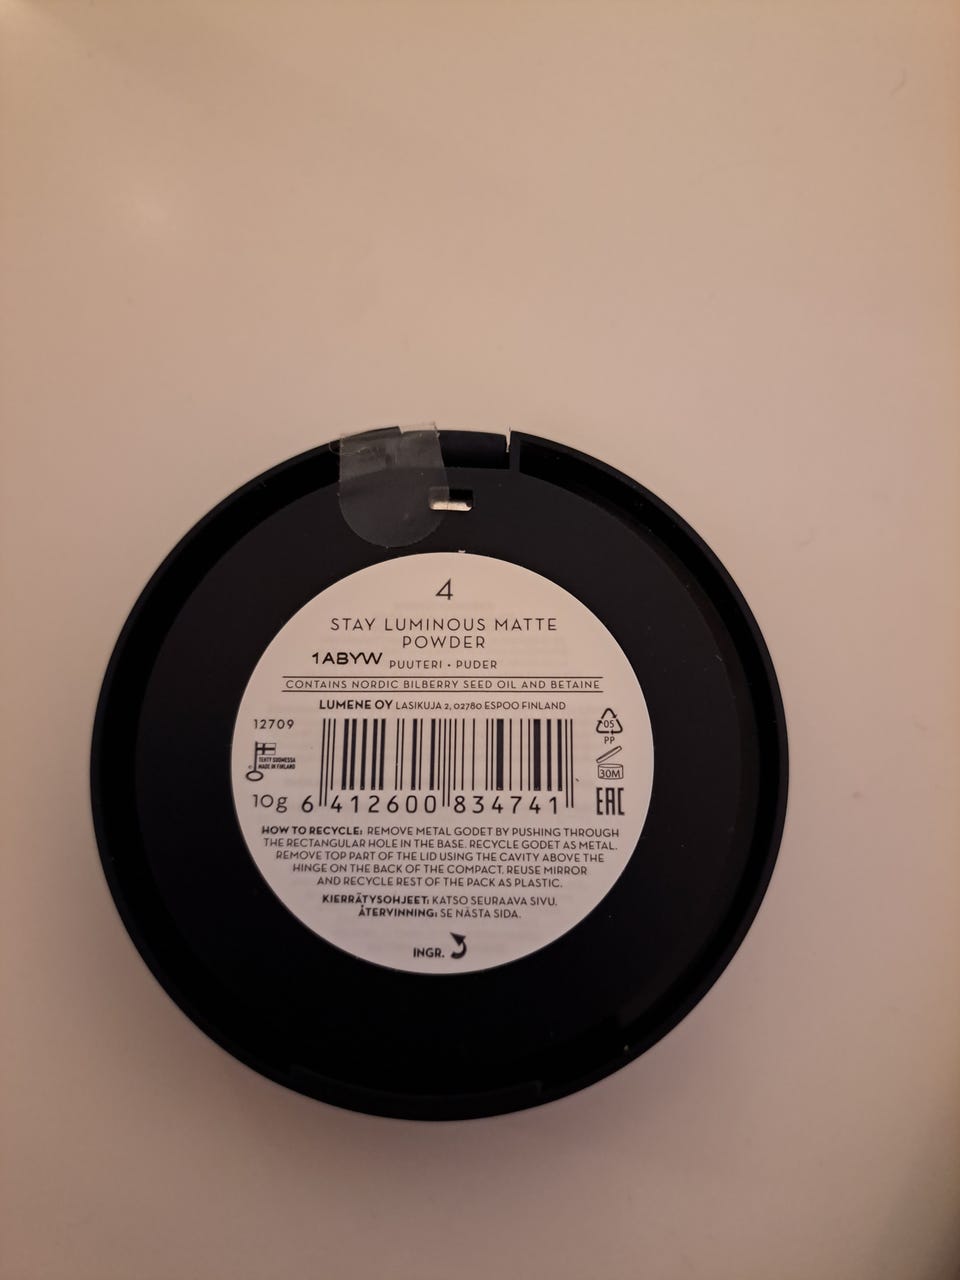 4
STAY LUMINOUS MATTE
POWDER
1ABYW PUUTERI • PUDER
CONTAINS NORDIC BILBERRY SEED OIL AND BETAINE
LUMENE OY LASIKUJA 2, 02780 ESPOO FINLAND
12709
TEHTY SUOMESSA
MADE IN FINLAND
10g
6 412600 834741
05
PP
30M
EAC
HOW TO RECYCLE: REMOVE METAL GODET BY PUSHING THROUGH
THE RECTANGULAR HOLE IN THE BASE. RECYCLE GODET AS METAL.
REMOVE TOP PART OF THE LID USING THE CAVITY ABOVE THE
HINGE ON THE BACK OF THE COMPACT. REUSE MIRROR
AND RECYCLE REST OF THE PACK AS PLASTIC.
KIERRÄTYSOHJEET: KATSO SEURAAVA SIVU.
ÅTERVINNING: SE NÄSTA SIDA.
INGR.